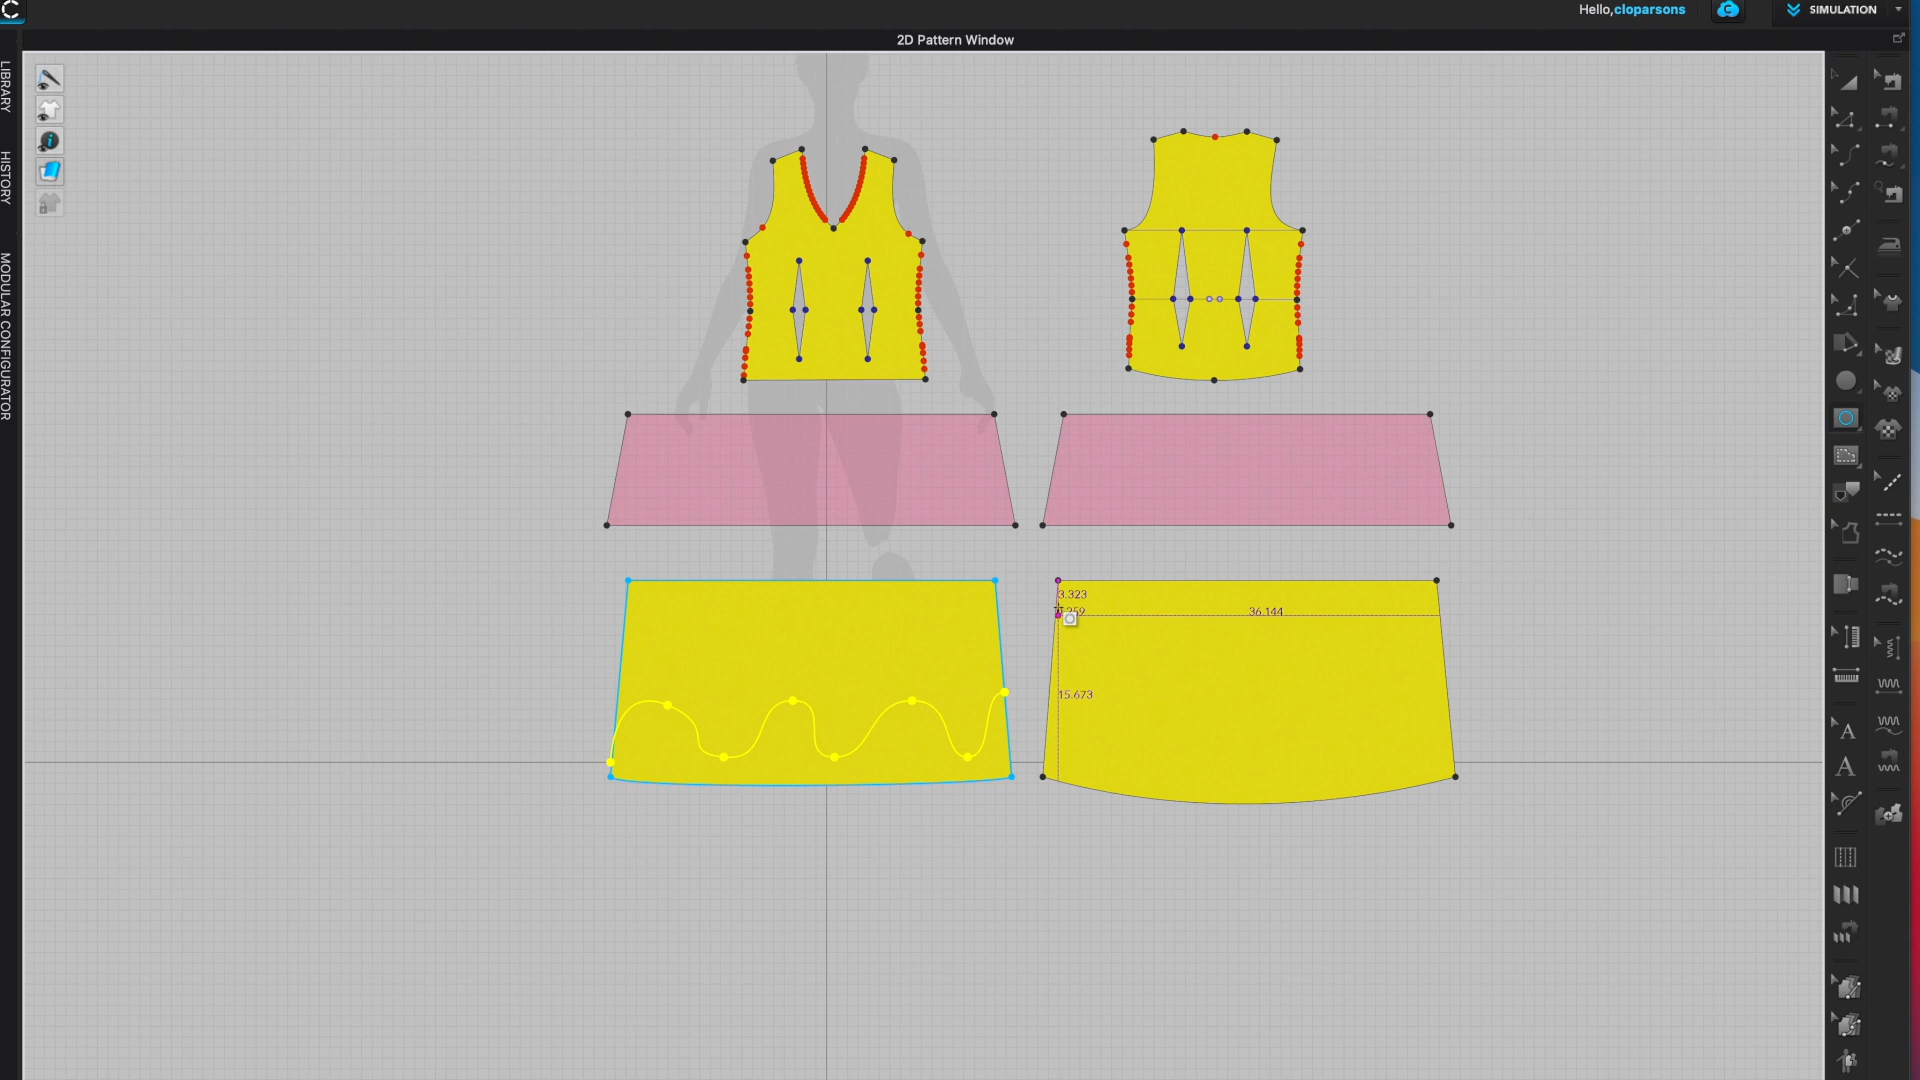 Hello,cloparsons
SIMULATION
2D Pattern Window
LIBRARY
HISTORY
MODULAR CONFIGURATOR
3.323
36.144
15.673
A
A